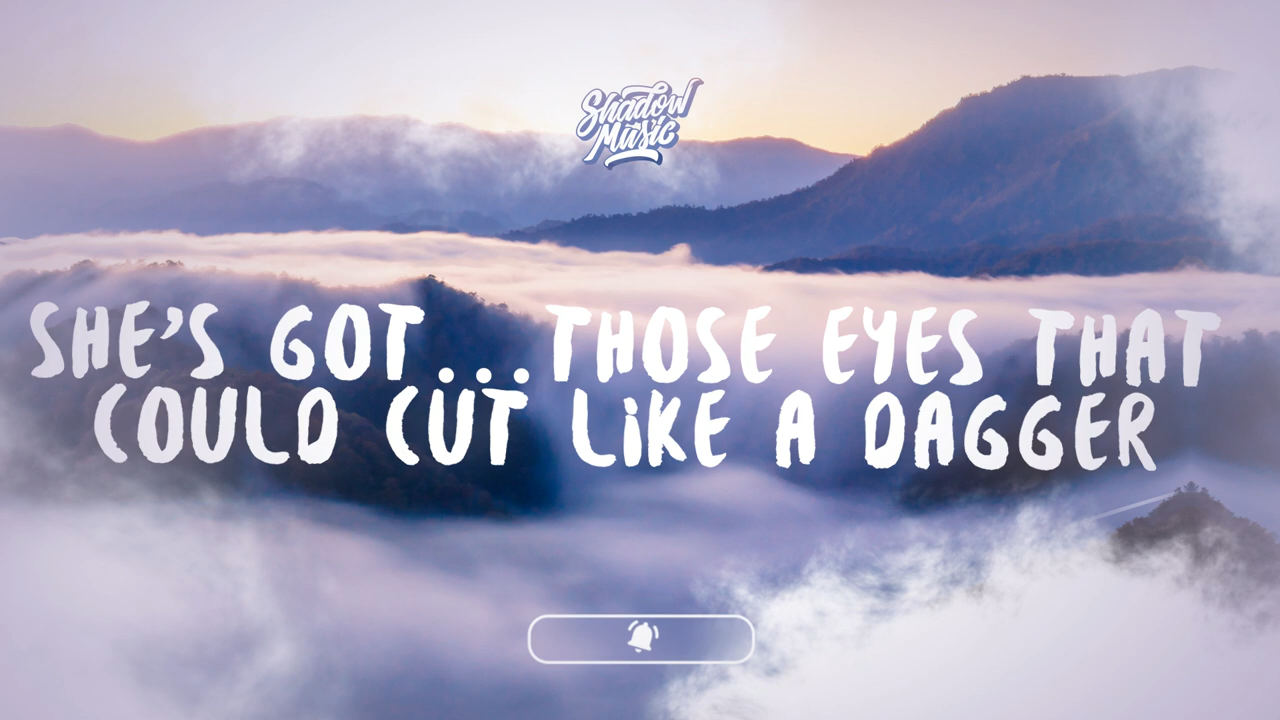 Shadow
Music
SHE'S GOT... THOSE EYES THAT
COULD CUT LiKE A DAGGER